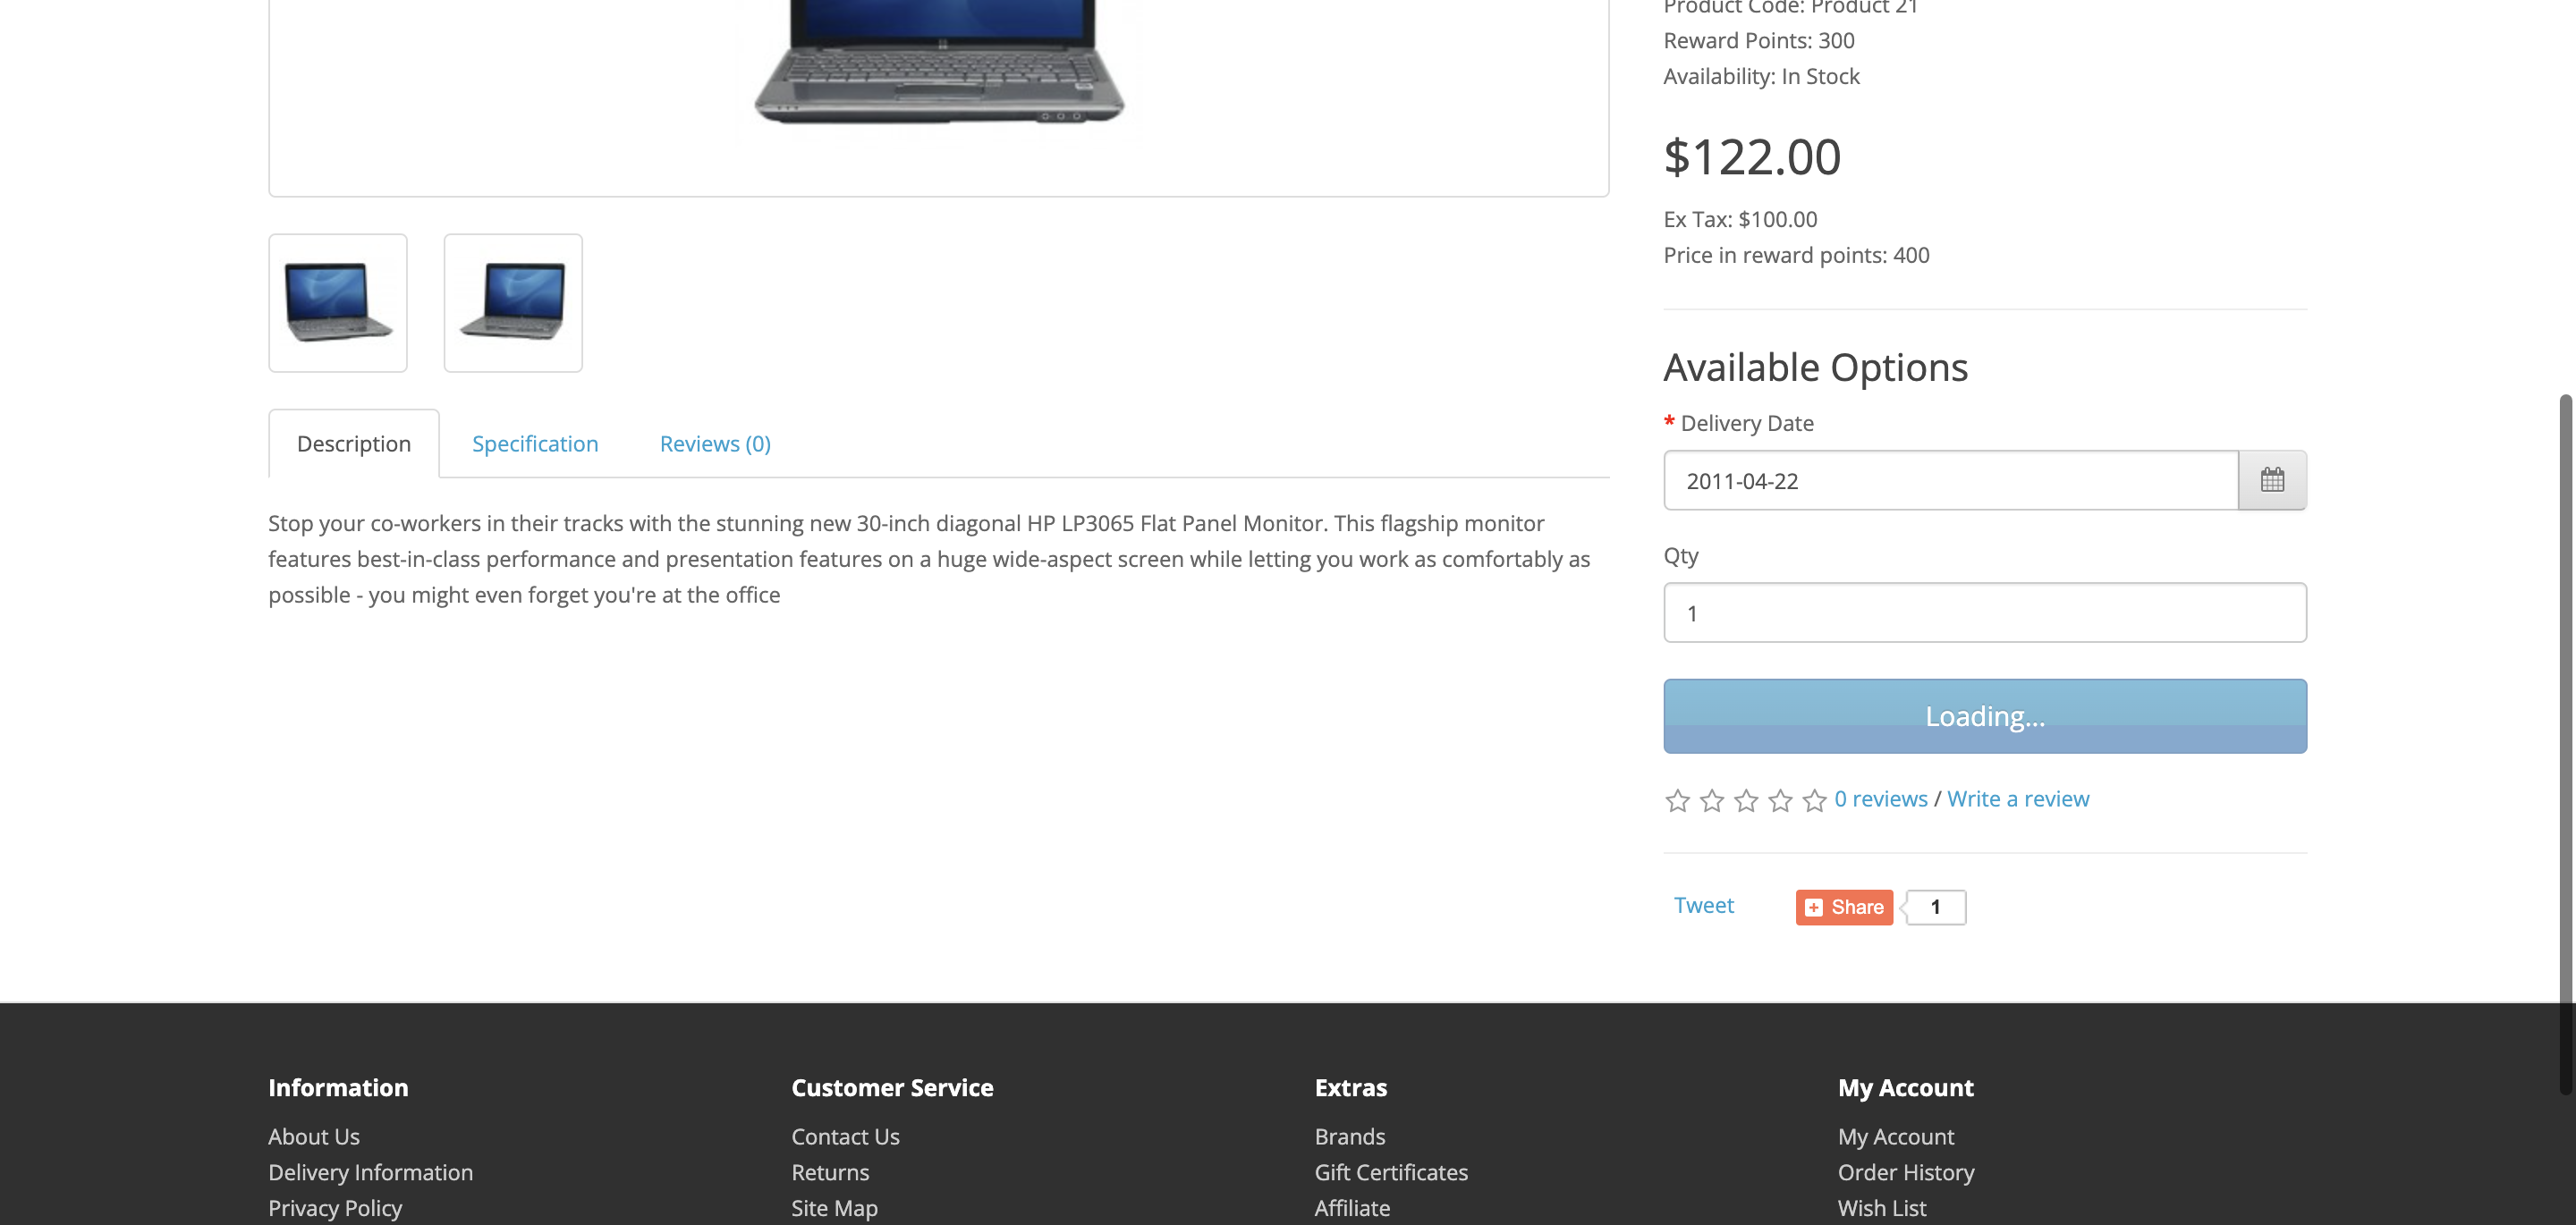 Product Code: Product 21
Reward Points: 300
Availability: In Stock
$122.00
Ex Tax: $100.00
Price in reward points: 400
Available Options
* Delivery Date
2011-04-22
Qty
1
Loading...
0 reviews / Write a review
Tweet
Share
1
Description
Specification
Reviews (0)
Stop your co-workers in their tracks with the stunning new 30-inch diagonal HP LP3065 Flat Panel Monitor. This flagship monitor
features best-in-class performance and presentation features on a huge wide-aspect screen while letting you work as comfortably as
possible - you might even forget you're at the office
Information
About Us
Delivery Information
Privacy Policy
Customer Service
Contact Us
Returns
Site Map
Extras
Brands
Gift Certificates
Affiliate
My Account
My Account
Order History
Wish List